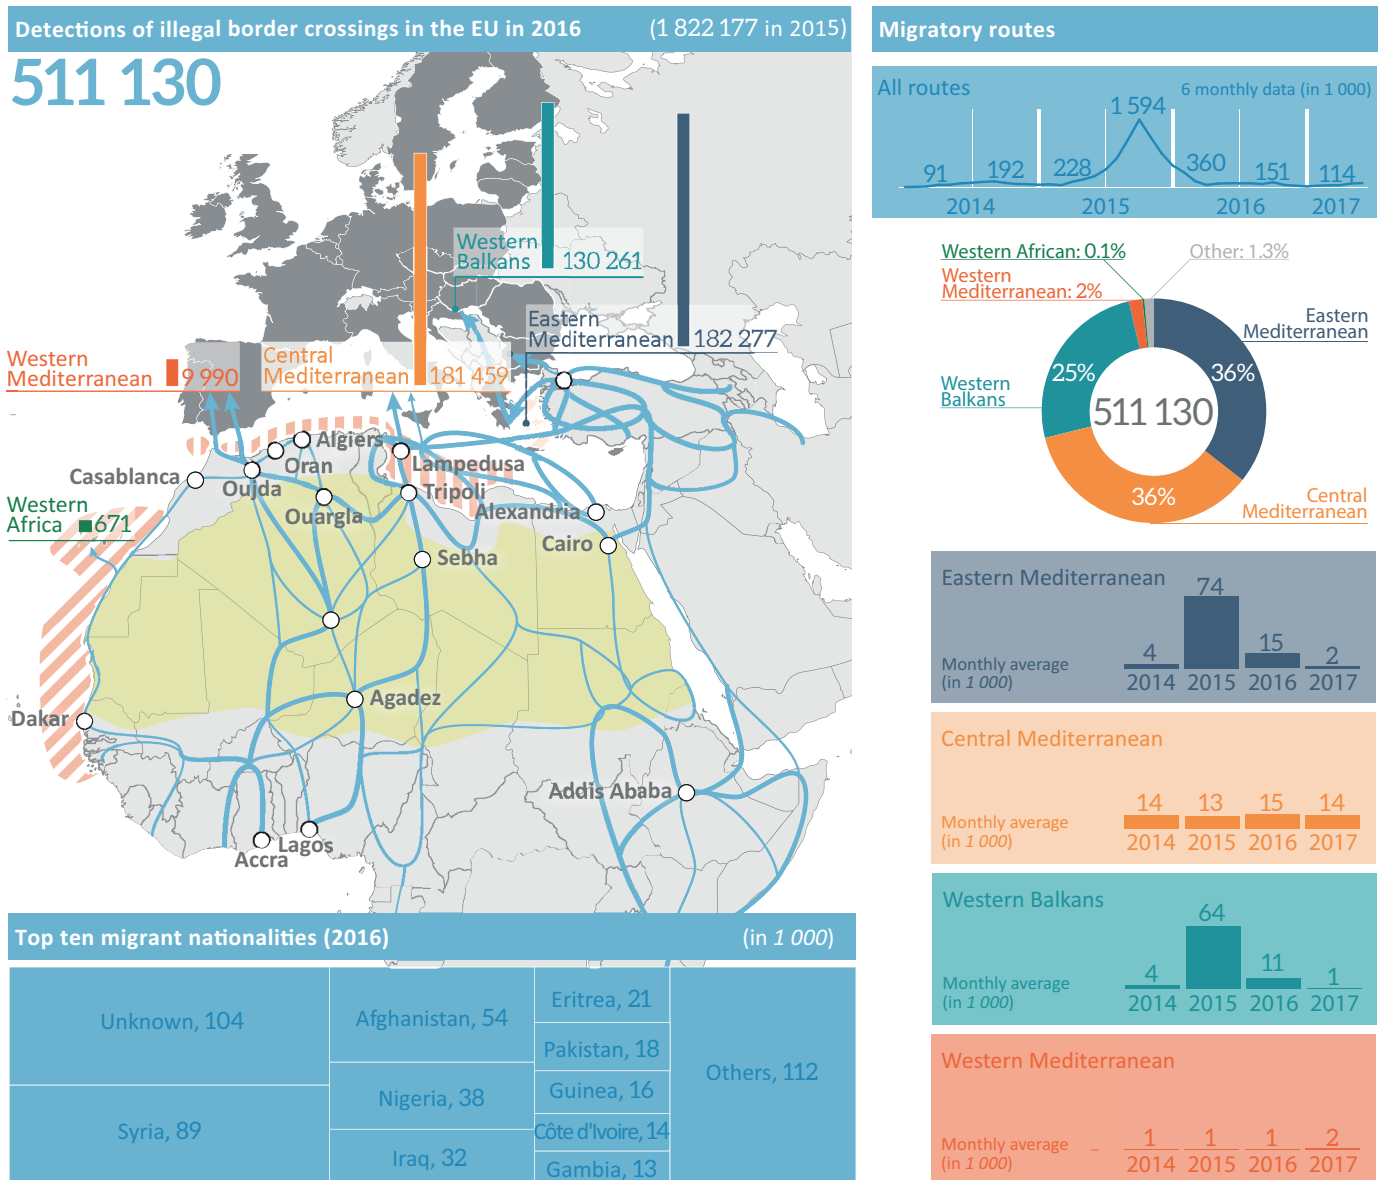 Detections of illegal border crossings in the EU in 2016 (1 822 177 in 2015)
511 130
Western
Balkans 130 261
Eastern
Mediterranean 182 277
Western
Mediterranean 9 990
Central
Mediterranean 181 459
Algiers
Oran
Lampedusa
Casablanca
Oujda
Tripoli
Ouargla
Alexandria
Western
Africa 671
Cairo
Sebha
Agadez
Dakar
Addis Ababa
Lagos
Accra
Top ten migrant nationalities (2016) (in 1 000)
Unknown, 104
Syria, 89
Afghanistan, 54
Nigeria, 38
Iraq, 32
Eritrea, 21
Pakistan, 18
Guinea, 16
Côte d'Ivoire, 14
Gambia, 13
Others, 112
Migratory routes
All routes 6 monthly data (in 1 000)
1 594
91 192 228 360 151 114
2014 2015 2016 2017
Western African: 0.1% Other: 1.3%
Western
Mediterranean: 2%
Eastern
Mediterranean
25% 36%
Western
Balkans
511 130
36%
Central
Mediterranean
Eastern Mediterranean
4 74 15 2
Monthly average
(in 1 000)
2014 2015 2016 2017
Central Mediterranean
14 13 15 14
Monthly average
(in 1 000)
2014 2015 2016 2017
Western Balkans
4 64 11 1
Monthly average
(in 1 000)
2014 2015 2016 2017
Western Mediterranean
1 1 1 2
Monthly average
(in 1 000)
2014 2015 2016 2017